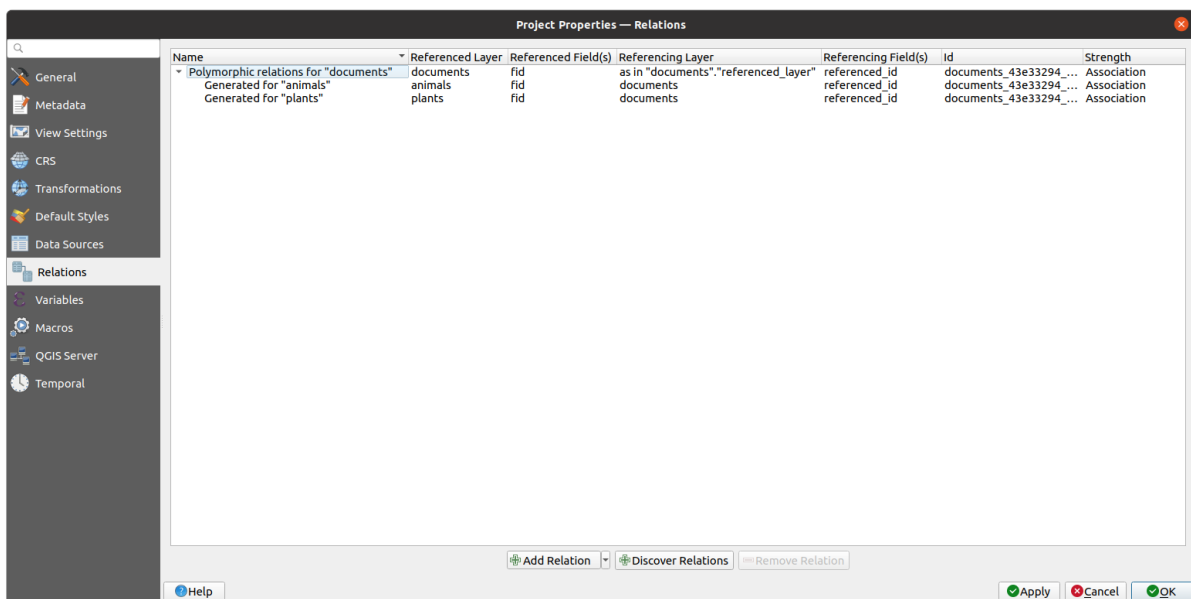 Project Properties — Relations
General
Metadata
View Settings
CRS
Transformations
Default Styles
Data Sources
Relations
Variables
Macros
QGIS Server
Temporal
Name Referenced Layer Referenced Field(s) Referencing Layer Referencing Field(s) Id Strength
Polymorphic relations for "documents" documents fid as in "documents"."referenced_layer" referenced_id documents_43e33294_... Association
Generated for "animals" animals fid documents referenced_id documents_43e33294_... Association
Generated for "plants" plants fid documents referenced_id documents_43e33294_... Association
Add Relation Discover Relations Remove Relation
Help Apply Cancel OK